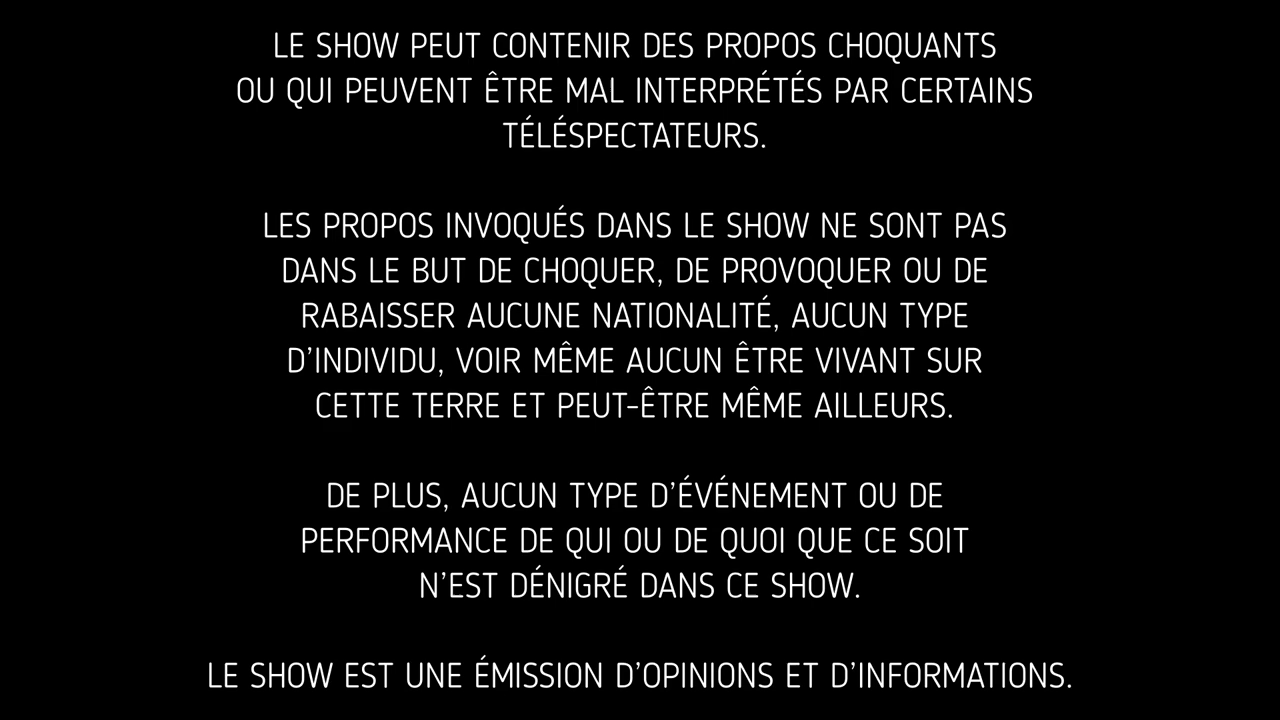 LE SHOW PEUT CONTENIR DES PROPOS CHOQUANTS
OU QUI PEUVENT ÊTRE MAL INTERPRÉTÉS PAR CERTAINS
TÉLÉSPECTATEURS.
LES PROPOS INVOQUÉS DANS LE SHOW NE SONT PAS
DANS LE BUT DE CHOQUER, DE PROVOQUER OU DE
RABAISSER AUCUNE NATIONALITÉ, AUCUN TYPE
D’INDIVIDU, VOIR MÊME AUCUN ÊTRE VIVANT SUR
CETTE TERRE ET PEUT-ÊTRE MÊME AILLEURS.
DE PLUS, AUCUN TYPE D’ÉVÉNEMENT OU DE
PERFORMANCE DE QUI OU DE QUOI QUE CE SOIT
N’EST DÉNIGRÉ DANS CE SHOW.
LE SHOW EST UNE ÉMISSION D’OPINIONS ET D’INFORMATIONS.